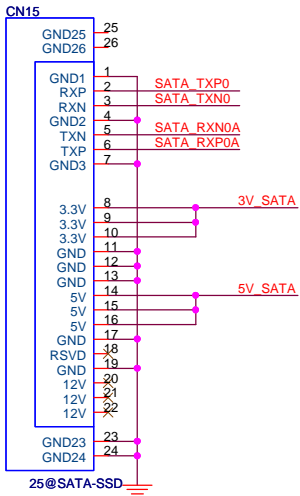 CN15
GND25 25
GND26 26
GND1 1
RXP 2 SATA_TXP0
RXN 3 SATA_TXN0
GND2 4
TXN 5 SATA_RXN0A
TXP 6 SATA_RXP0A
GND3 7
3.3V 8 3V_SATA
3.3V 9
3.3V 10
GND 11
GND 12
GND 13
5V 14 5V_SATA
5V 15
5V 16
GND 17
RSVD 18
GND 19
12V 20
12V 21
12V 22
GND23 23
GND24 24
25@SATA-SSD